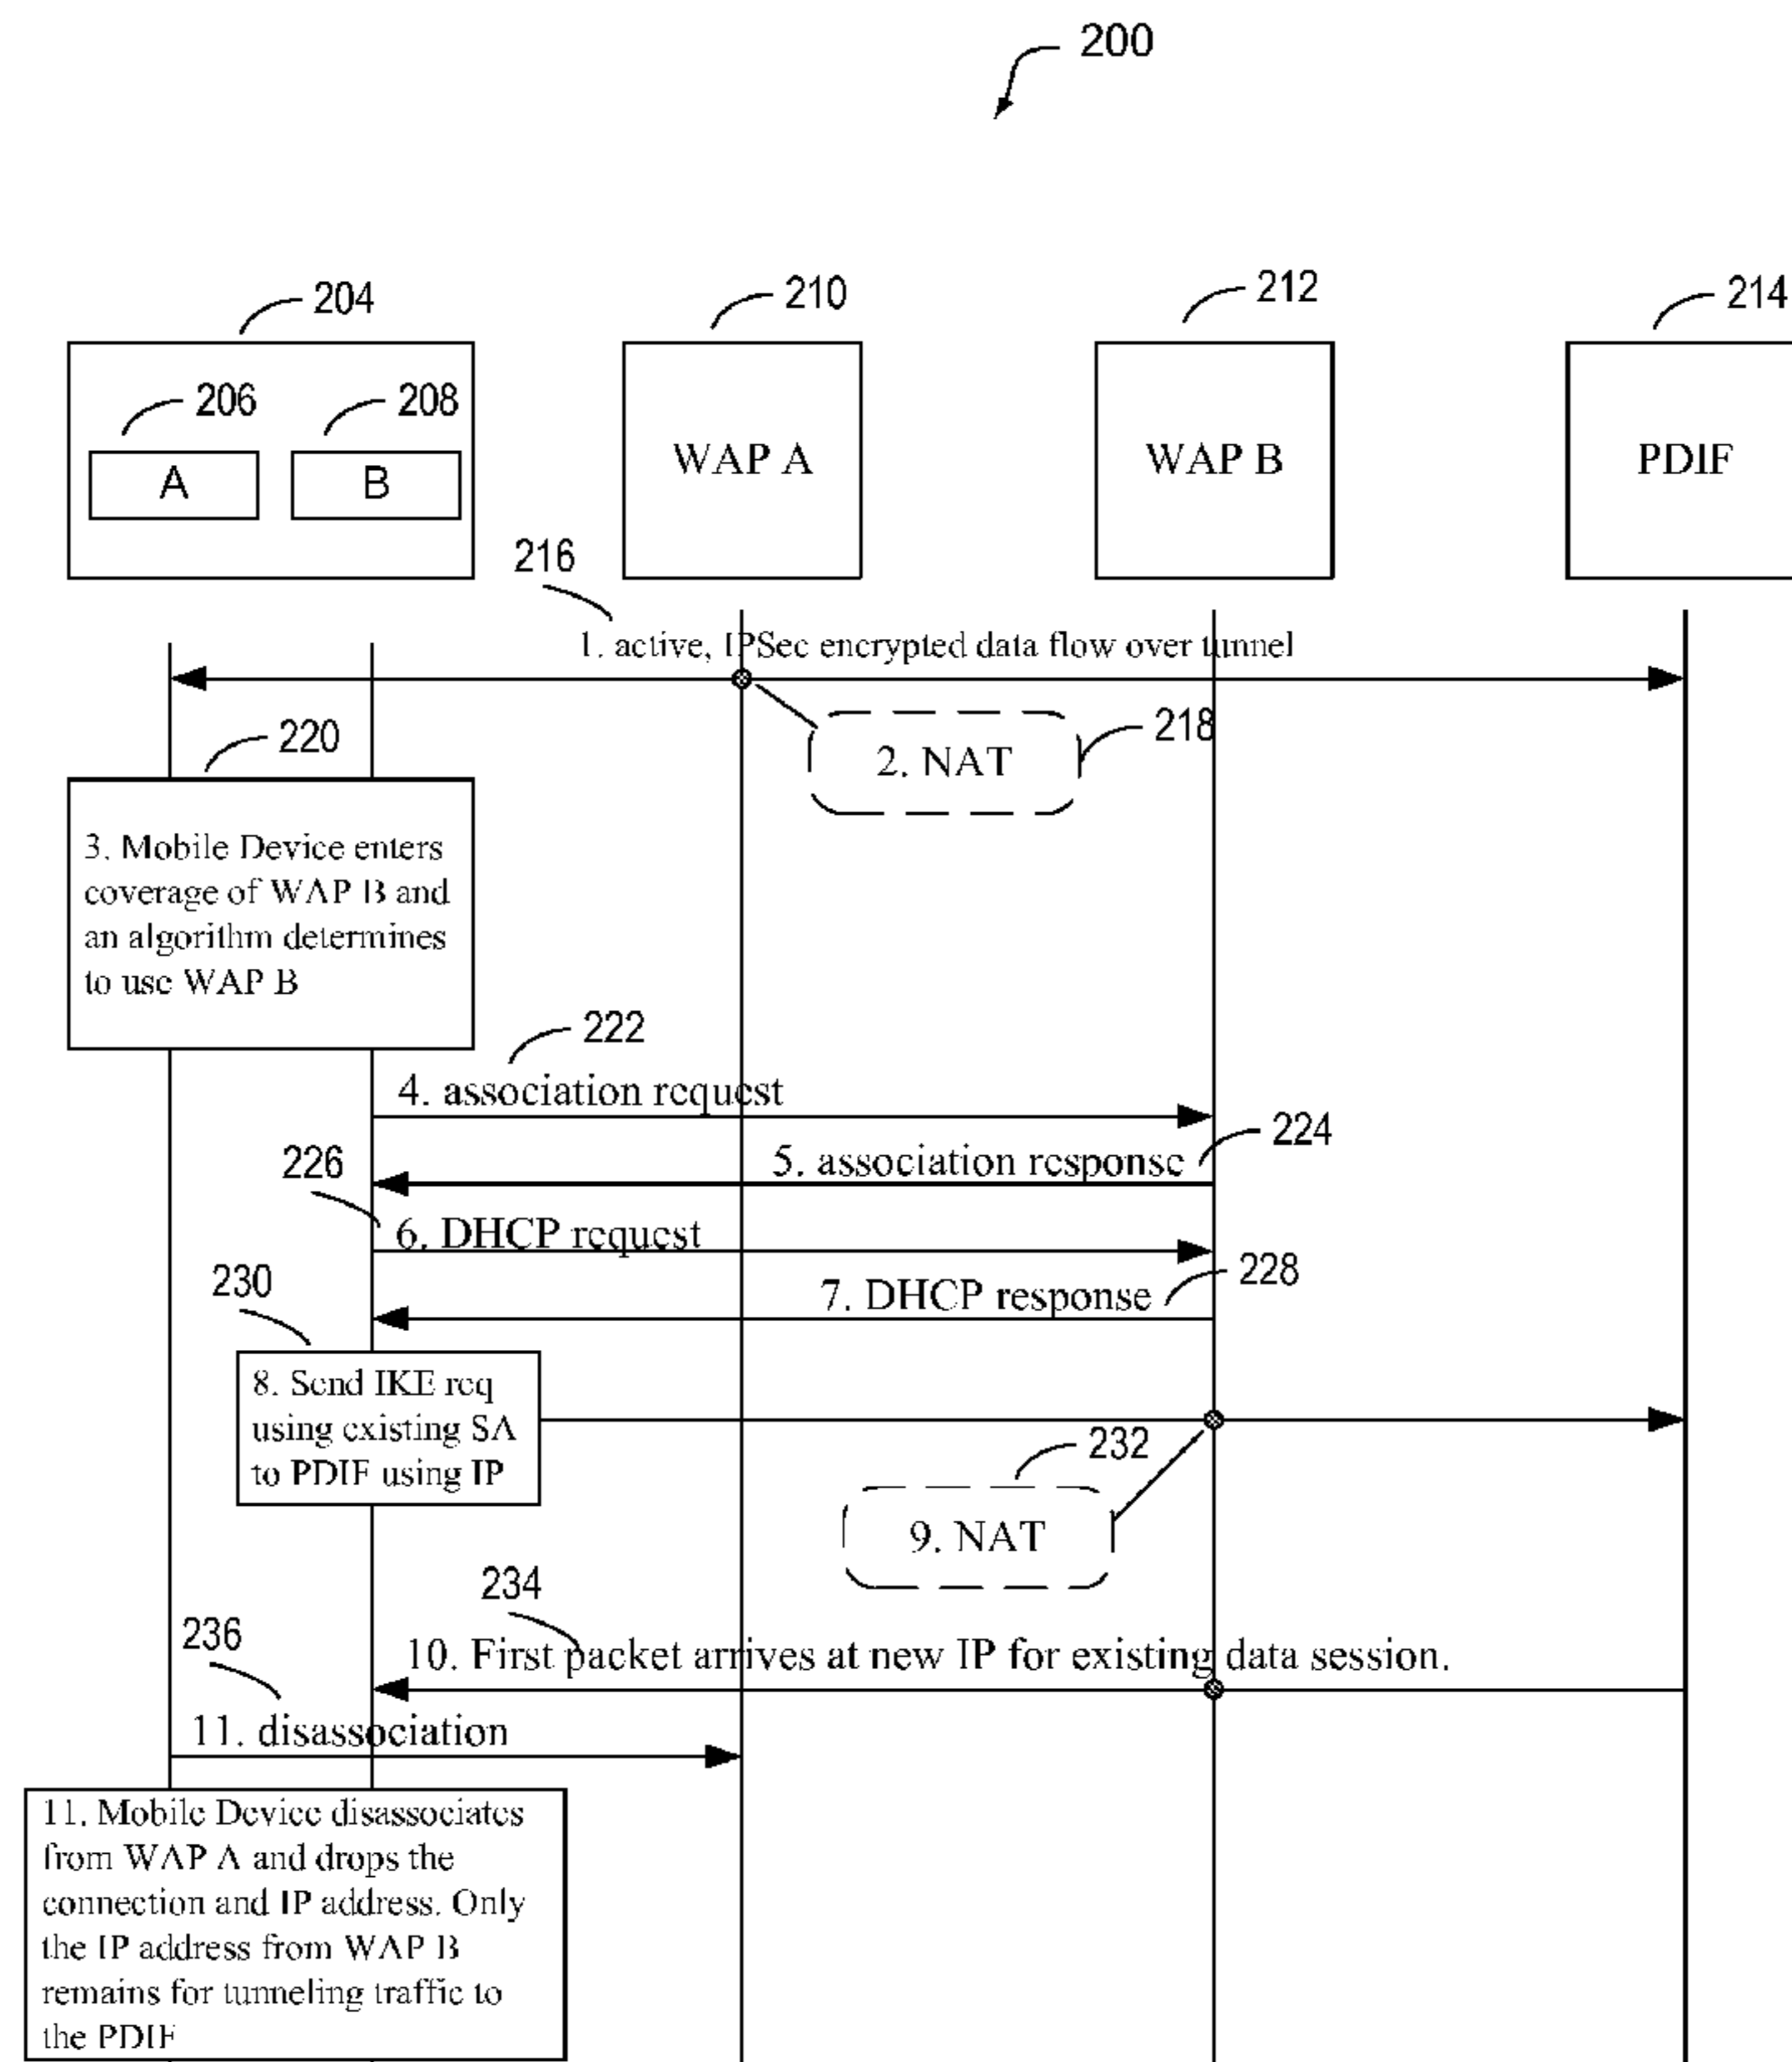 200
204
210
212
214
206
208
A
B
WAP A
WAP B
PDIF
216
1. active, IPSec encrypted data flow over tunnel
218
2. NAT
220
3. Mobile Device enters
coverage of WAP B and
an algorithm determines
to use WAP B
222
4. association request
224
5. association response
226
6. DHCP request
228
7. DHCP response
230
8. Send IKE req
using existing SA
to PDIF using IP
232
9. NAT
234
10. First packet arrives at new IP for existing data session.
236
11. disassociation
11. Mobile Device disassociates
from WAP A and drops the
connection and IP address. Only
the IP address from WAP B
remains for tunneling traffic to
the PDIF